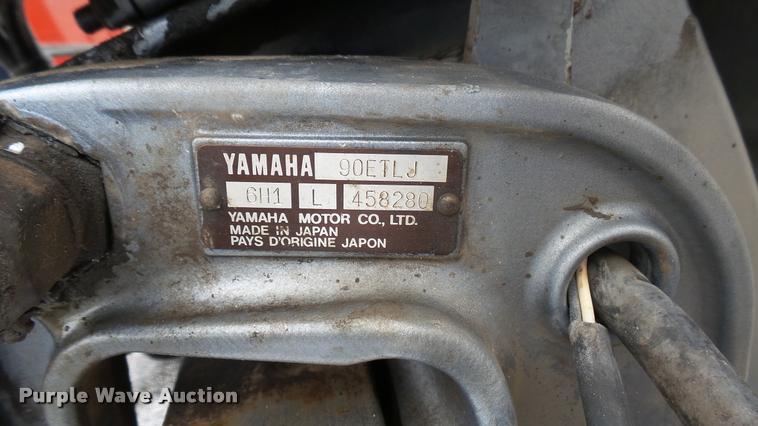 YAMAHA 90ETLJ
6H1 L 458280
YAMAHA MOTOR CO., LTD.
MADE IN JAPAN
PAYS D'ORIGINE JAPON
Purple Wave Auction